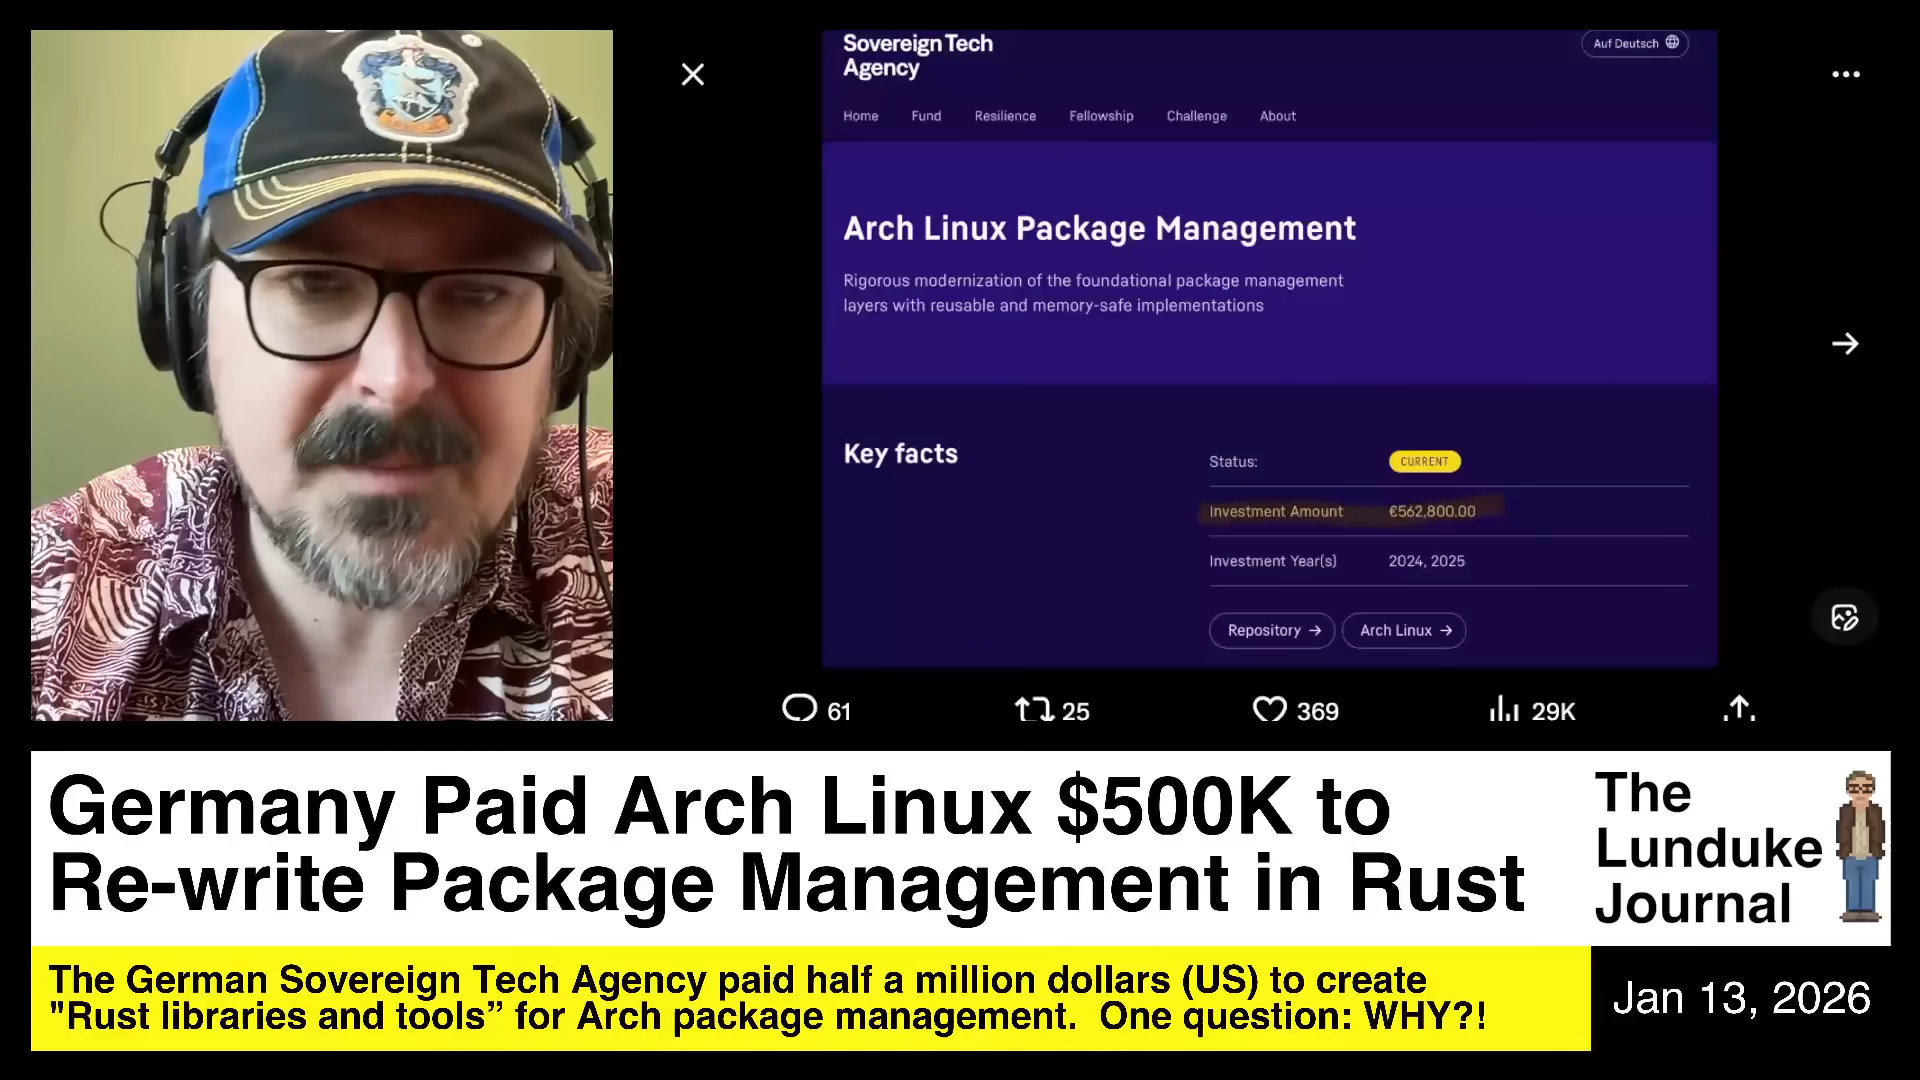 Sovereign Tech
Agency
Auf Deutsch
Home Fund Resilience Fellowship Challenge About
Arch Linux Package Management
Rigorous modernization of the foundational package management
layers with reusable and memory-safe implementations
Key facts
Status: CURRENT
Investment Amount €562,800.00
Investment Year(s) 2024, 2025
Repository → Arch Linux →
61 25 369 29K
Germany Paid Arch Linux $500K to
Re-write Package Management in Rust
The
Lunduke
Journal
The German Sovereign Tech Agency paid half a million dollars (US) to create
"Rust libraries and tools” for Arch package management.  One question: WHY?!
Jan 13, 2026